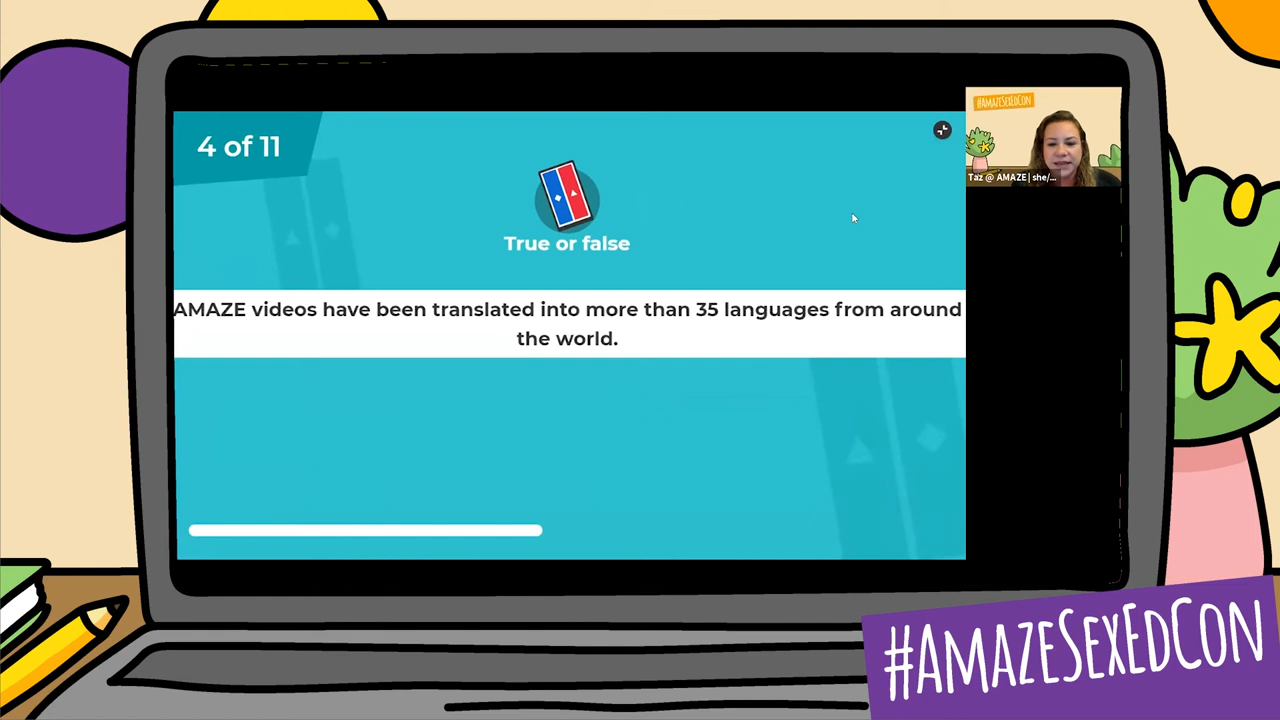 4 of 11
True or false
AMAZE videos have been translated into more than 35 languages from around
the world.
#AMAZESEXEDCON
Taz @ AMAZE | she/...
#AMAZESEXEDCON